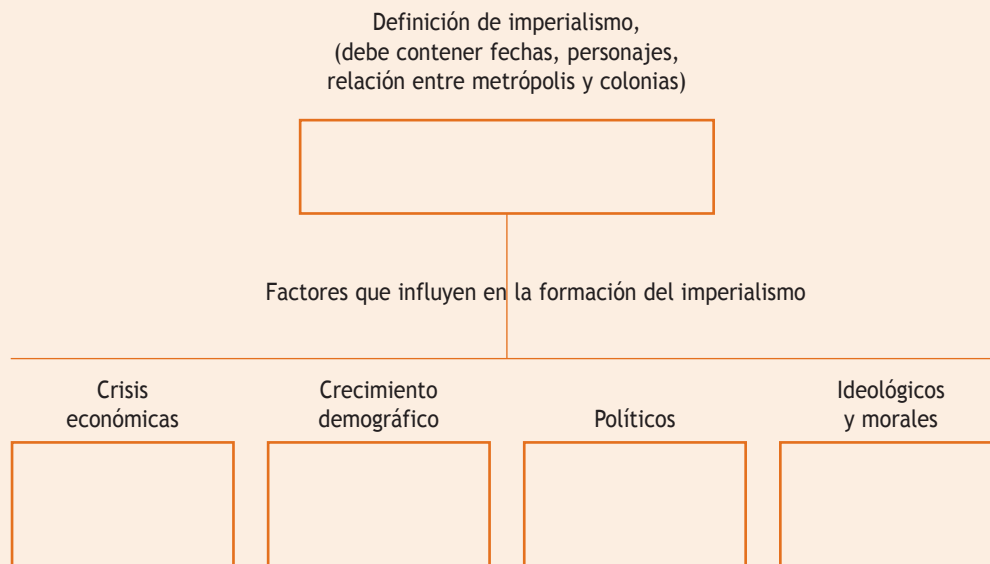 Definición de imperialismo,
(debe contener fechas, personajes,
relación entre metrópolis y colonias)
Factores que influyen en la formación del imperialismo
Crisis
económicas
Crecimiento
demográfico
Políticos
Ideológicos
y morales